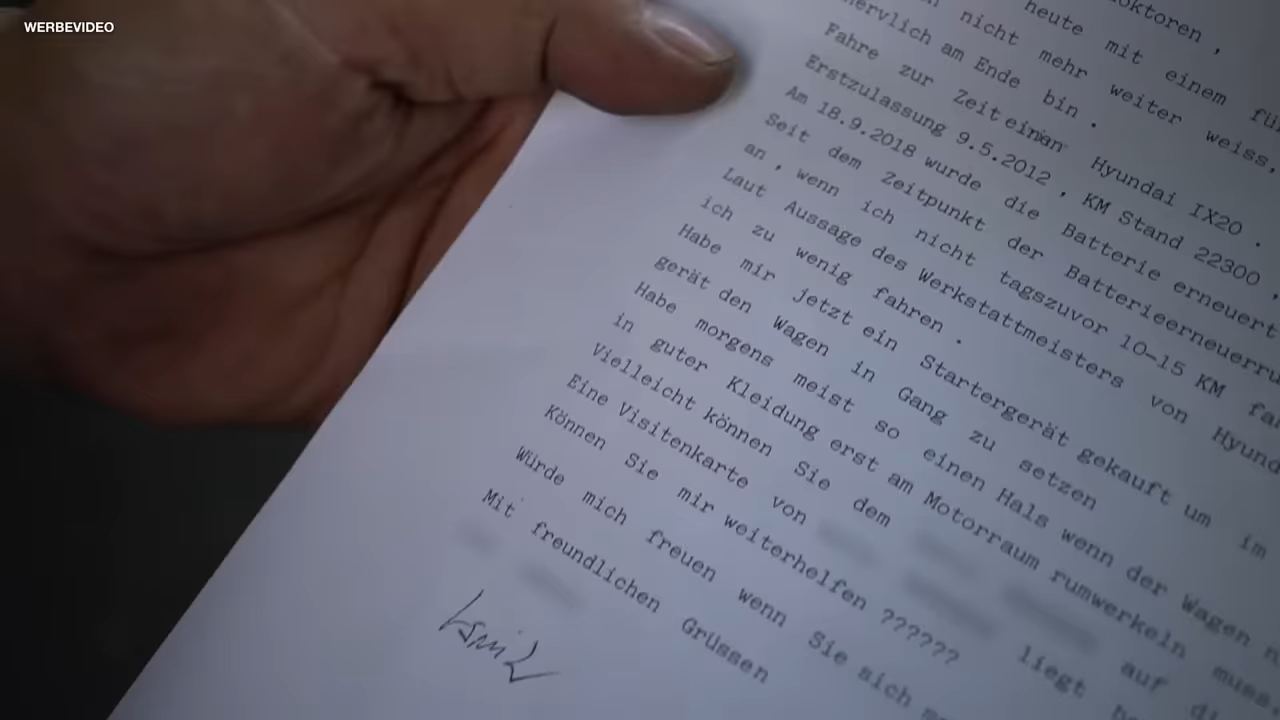 WERBEVIDEO
heute mit einem
nicht mehr weiter weiss,
am Ende bin .
Fahre zur Zeit einen Hyundai IX20 .
Erstzulassung 9.5.2012 , KM Stand 22300 ,
Am 18.9.2018 wurde die Batterie erneuert
Seit dem Zeitpunkt der
an , wenn ich nicht tagszuvor 10-15 KM
Laut Aussage des Werkstattmeisters von
ich zu wenig fahren .
Habe mir jetzt ein Startergerät gekauft um im
gerät den Wagen in Gang zu setzen
Habe morgens meist so einen Hals wenn der Wagen
in guter Kleidung erst am Motorraum rumwerkeln muss.
Vielleicht können Sie dem auf
Eine Visitenkarte von liegt
Können Sie mir weiterhelfen ??????
Würde mich freuen wenn Sie sich
Mit freundlichen Grüssen